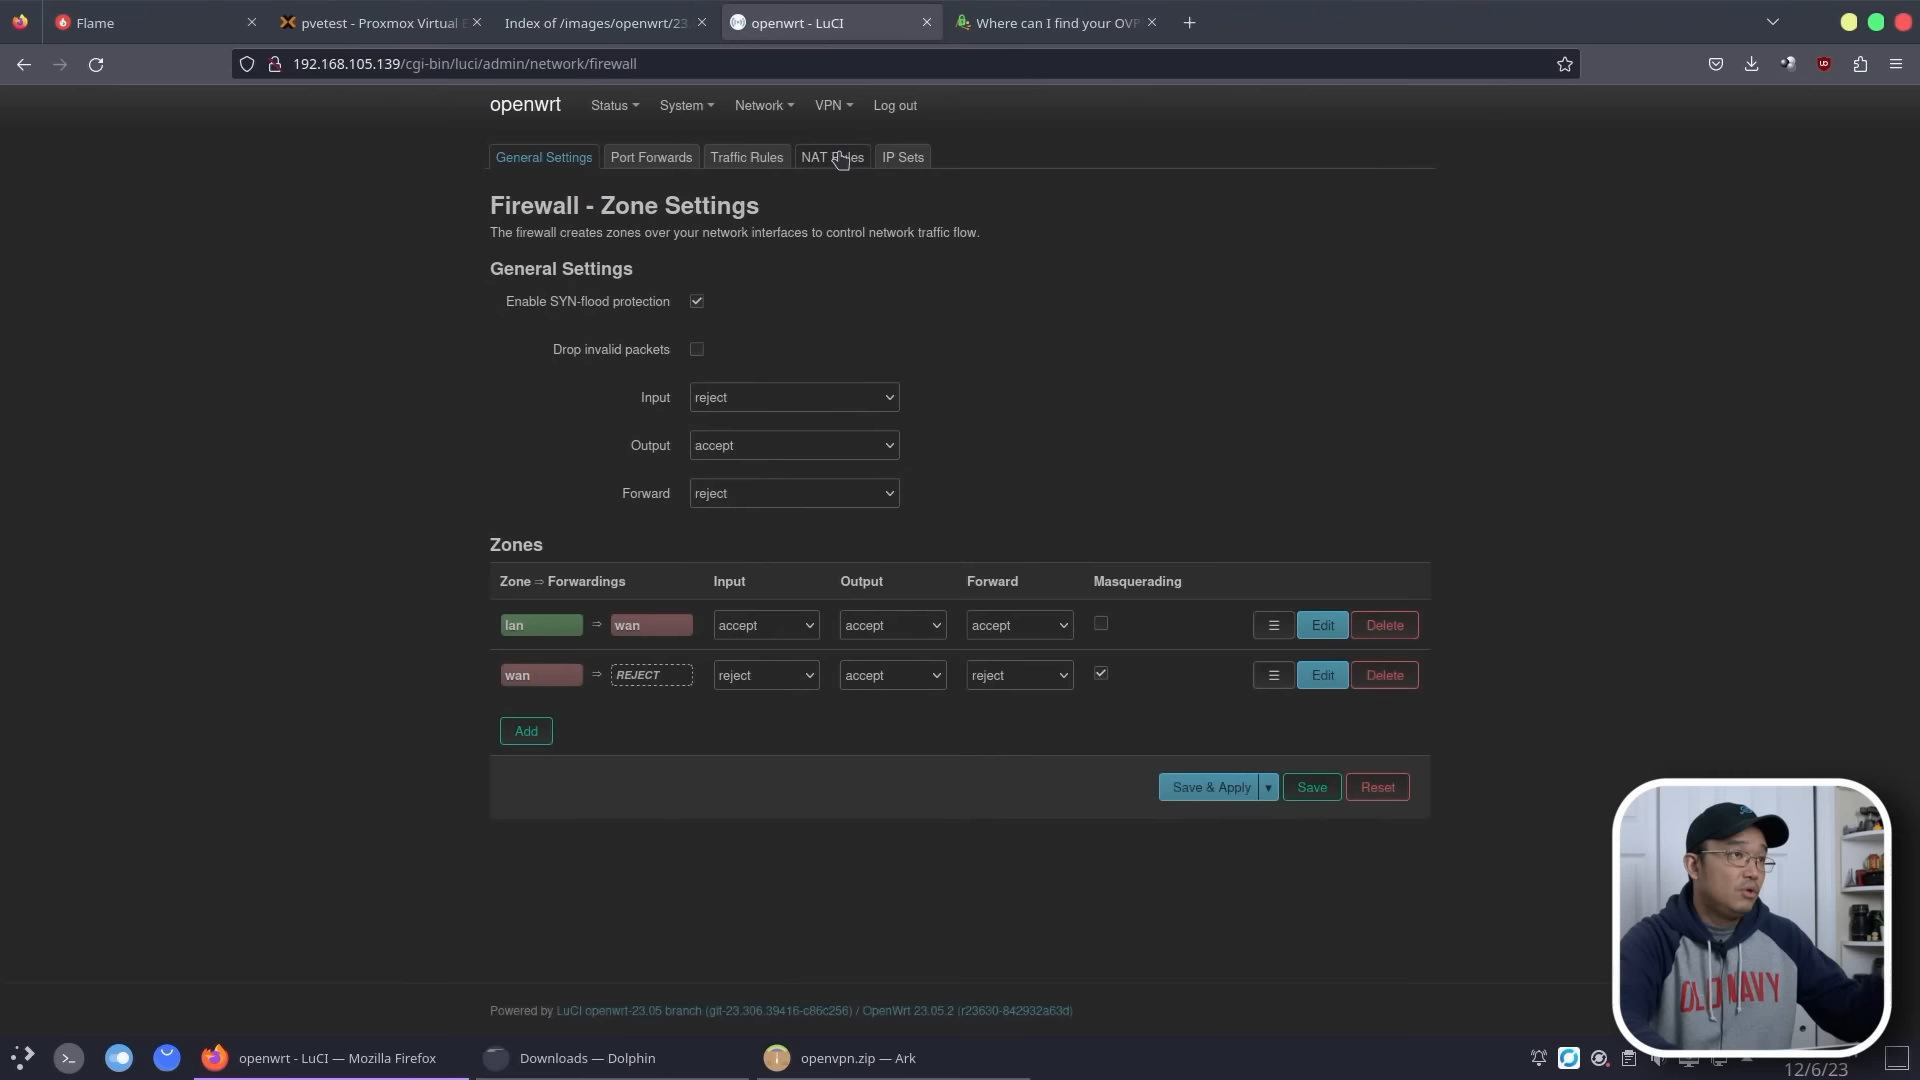 Flame
pvetest - Proxmox Virtual E
Index of /images/openwrt/23
openwrt - LuCI
Where can I find your OVP
192.168.105.139/cgi-bin/luci/admin/network/firewall
openwrt
Status
System
Network
VPN
Log out
General Settings
Port Forwards
Traffic Rules
NAT Rules
IP Sets
Firewall - Zone Settings
The firewall creates zones over your network interfaces to control network traffic flow.
General Settings
Enable SYN-flood protection
Drop invalid packets
Input reject
Output accept
Forward reject
Zones
Zone ⇒ Forwardings Input Output Forward Masquerading
lan ⇒ wan accept accept accept Edit Delete
wan ⇒ REJECT reject accept reject Edit Delete
Add
Save & Apply Save Reset
Powered by LuCI openwrt-23.05 branch (git-23.306.39416-c86c256) / OpenWrt 23.05.2 (r23630-842932a63d)
OLD NAVY
openwrt - LuCI — Mozilla Firefox
Downloads — Dolphin
openvpn.zip — Ark
12/6/23